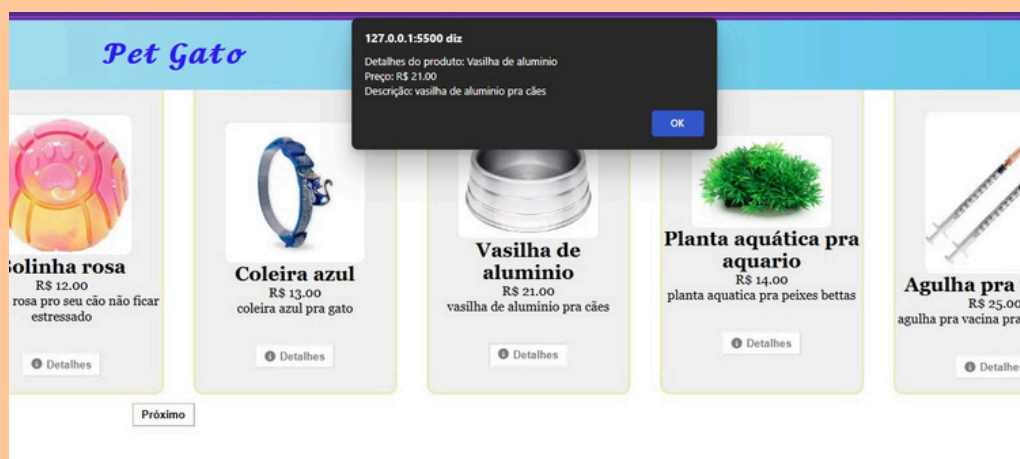 Pet Gato
127.0.0.1:5500 diz
Detalhes do produto: Vasilha de aluminio
Preço: R$ 21.00
Descrição: vasilha de aluminio pra cães
OK
Bolinha rosa
R$ 12.00
rosa pro seu cão não ficar
estressado
Detalhes
Coleira azul
R$ 13.00
coleira azul pra gato
Detalhes
Vasilha de
aluminio
R$ 21.00
vasilha de aluminio pra cães
Detalhes
Planta aquática pra
aquario
R$ 14.00
planta aquatica pra peixes bettas
Detalhes
Agulha pra
R$ 25.00
agulha pra vacina pra
Detalhe
Próximo